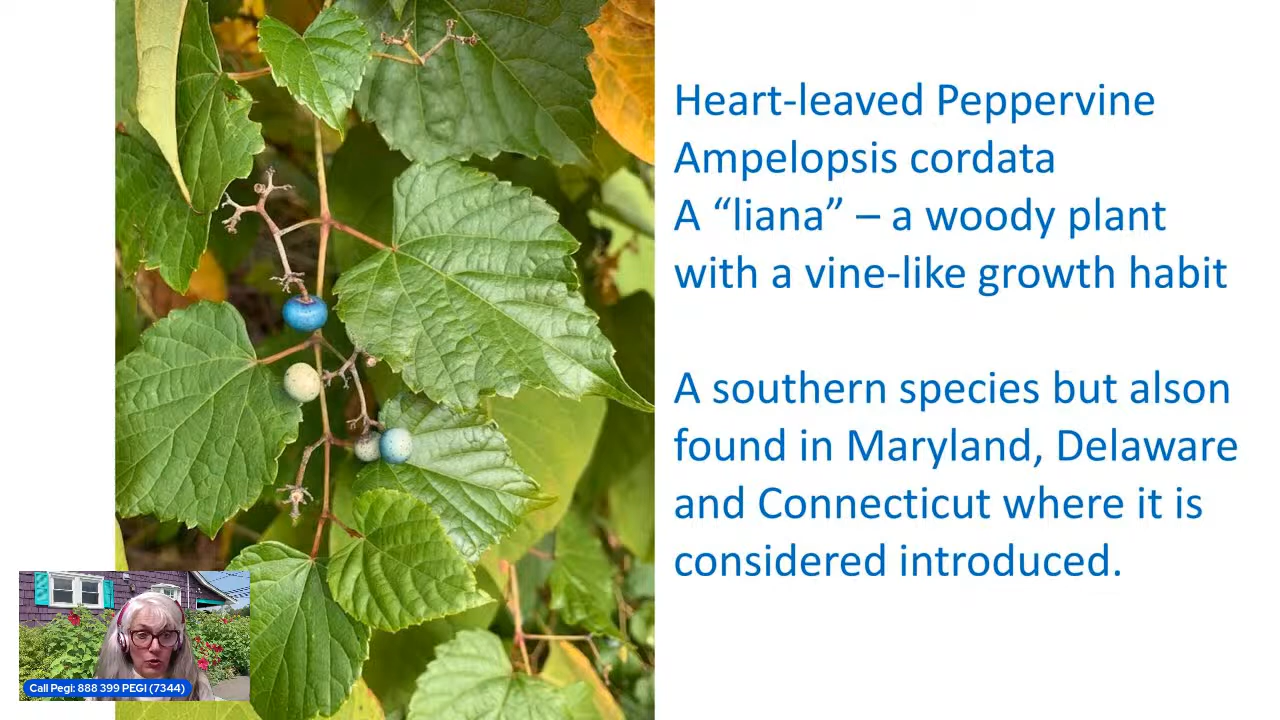 Heart-leaved Peppervine
Ampelopsis cordata
A “liana” – a woody plant
with a vine-like growth habit
A southern species but alson
found in Maryland, Delaware
and Connecticut where it is
considered introduced.
Call Pegi: 888 399 PEGI (7344)